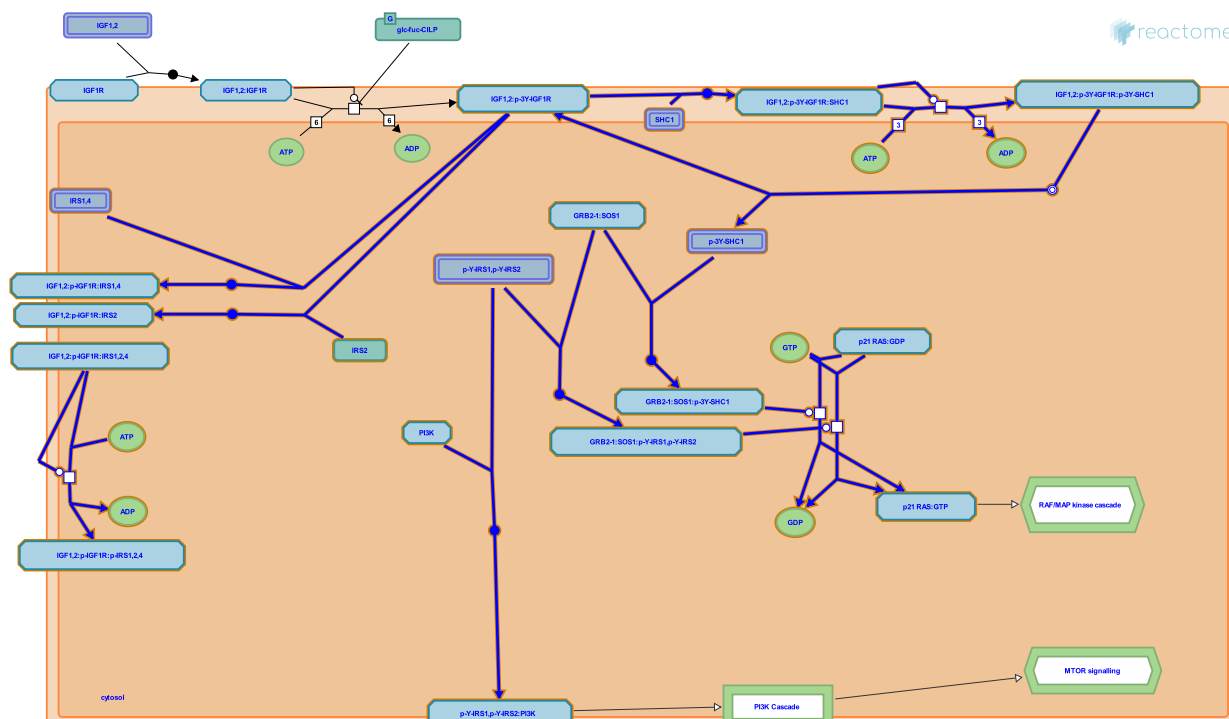 IGF1,2
G
glc-fuc-CILP
reactome
IGF1R
IGF1,2:IGF1R
IGF1,2:p-3Y-IGF1R
SHC1
IGF1,2:p-3Y-IGF1R:SHC1
IGF1,2:p-3Y-IGF1R:p-3Y-SHC1
6
6
3
3
ATP
ADP
ATP
ADP
IRS1,4
GRB2-1:SOS1
p-3Y-SHC1
p-Y-IRS1,p-Y-IRS2
IGF1,2:p-IGF1R:IRS1,4
IGF1,2:p-IGF1R:IRS2
IRS2
IGF1,2:p-IGF1R:IRS1,2,4
GTP
p21 RAS:GDP
GRB2-1:SOS1:p-3Y-SHC1
ATP
PI3K
GRB2-1:SOS1:p-Y-IRS1,p-Y-IRS2
ADP
GDP
p21 RAS:GTP
RAF/MAP kinase cascade
IGF1,2:p-IGF1R:p-IRS1,2,4
MTOR signalling
cytosol
p-Y-IRS1,p-Y-IRS2:PI3K
PI3K Cascade